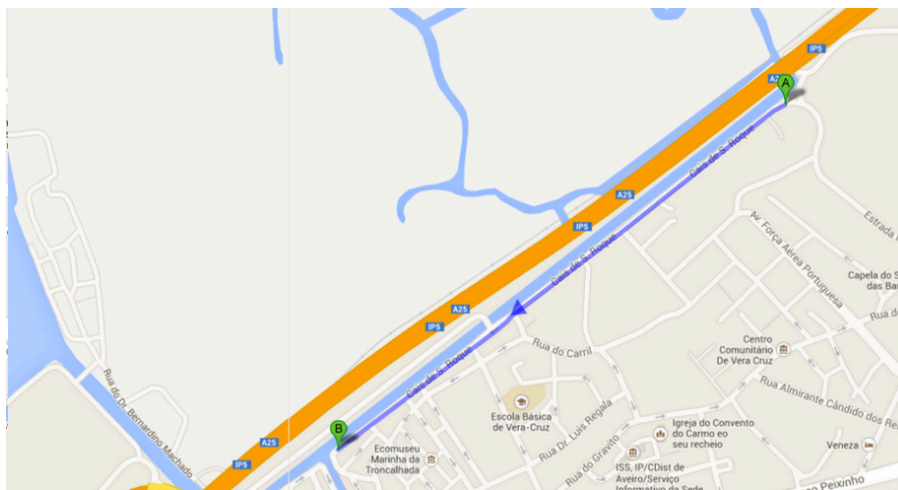 A25
A
IP5
Cais de S. Roque
A25
IP5
Cais de S. Roque
Av. Força Aérea Portuguesa
Estrada
Capela do S
das Ba
A25
IP5
Rua do Carril
Centro
Comunitário
De Vera Cruz
Rua do
Rua do Dr. Bernardino Machado
Cais de S. Roque
Rua Almirante Cândido dos Re
Escola Básica
de Vera-Cruz
Rua Dr. Luis Regala
Igreja do Convento
do Carmo eo
seu recheio
B
A25
IP5
Ecomuseu
Marinha da
Troncalhada
Rua do Gravito
Veneza
ISS, IP/CDist de
Aveiro/Serviço
Informativo da Sede
o Peixinho